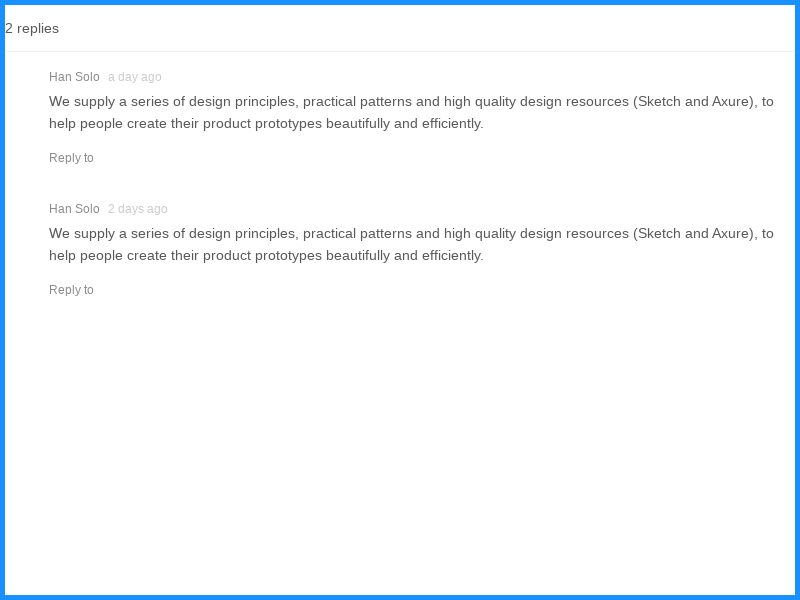 2 replies
Han Solo a day ago
We supply a series of design principles, practical patterns and high quality design resources (Sketch and Axure), to
help people create their product prototypes beautifully and efficiently.
Reply to
Han Solo 2 days ago
We supply a series of design principles, practical patterns and high quality design resources (Sketch and Axure), to
help people create their product prototypes beautifully and efficiently.
Reply to